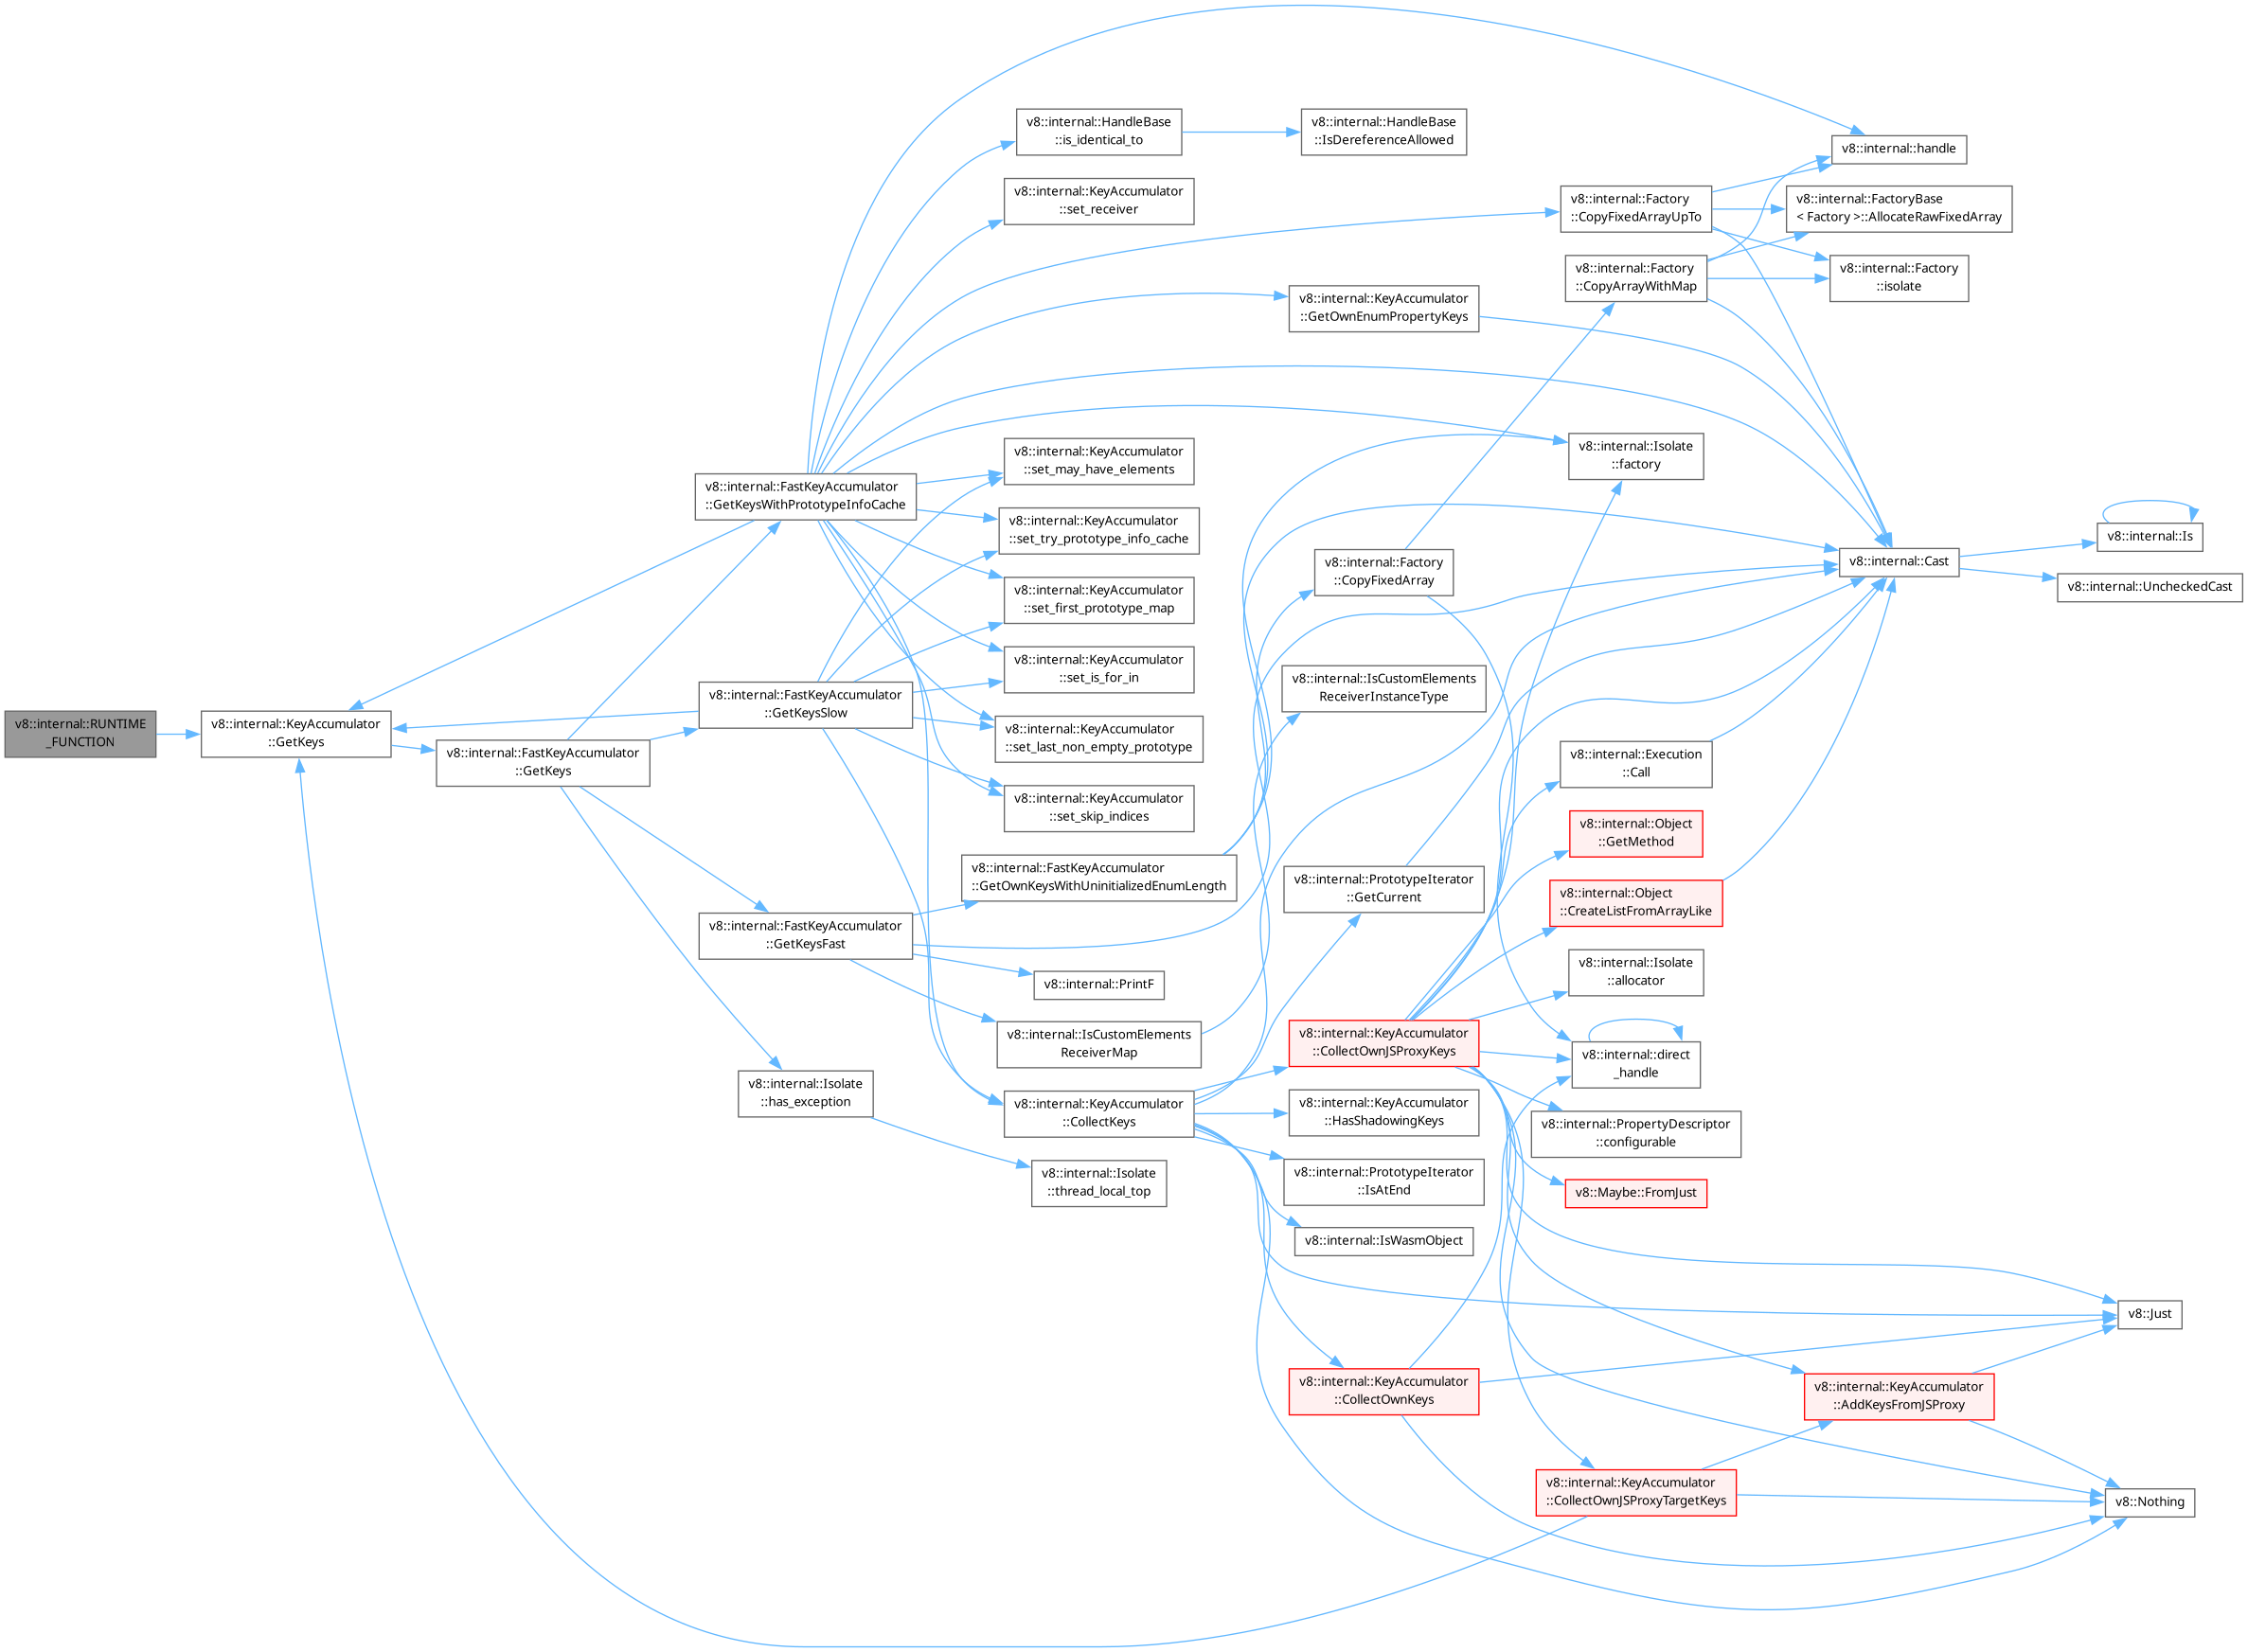 v8::internal::RUNTIME
_FUNCTION
v8::internal::KeyAccumulator
::GetKeys
v8::internal::FastKeyAccumulator
::GetKeys
v8::internal::FastKeyAccumulator
::GetKeysWithPrototypeInfoCache
v8::internal::FastKeyAccumulator
::GetKeysSlow
v8::internal::FastKeyAccumulator
::GetKeysFast
v8::internal::Isolate
::has_exception
v8::internal::HandleBase
::is_identical_to
v8::internal::KeyAccumulator
::set_receiver
v8::internal::KeyAccumulator
::set_may_have_elements
v8::internal::KeyAccumulator
::set_try_prototype_info_cache
v8::internal::KeyAccumulator
::set_first_prototype_map
v8::internal::KeyAccumulator
::set_is_for_in
v8::internal::KeyAccumulator
::set_last_non_empty_prototype
v8::internal::KeyAccumulator
::set_skip_indices
v8::internal::FastKeyAccumulator
::GetOwnKeysWithUninitializedEnumLength
v8::internal::PrintF
v8::internal::IsCustomElements
ReceiverMap
v8::internal::KeyAccumulator
::CollectKeys
v8::internal::Isolate
::thread_local_top
v8::internal::HandleBase
::IsDereferenceAllowed
v8::internal::KeyAccumulator
::GetOwnEnumPropertyKeys
v8::internal::Factory
::CopyFixedArray
v8::internal::IsCustomElements
ReceiverInstanceType
v8::internal::PrototypeIterator
::GetCurrent
v8::internal::KeyAccumulator
::CollectOwnJSProxyKeys
v8::internal::KeyAccumulator
::HasShadowingKeys
v8::internal::PrototypeIterator
::IsAtEnd
v8::internal::IsWasmObject
v8::internal::KeyAccumulator
::CollectOwnKeys
v8::internal::Factory
::CopyFixedArrayUpTo
v8::internal::Factory
::CopyArrayWithMap
v8::internal::Isolate
::factory
v8::internal::Execution
::Call
v8::internal::Object
::GetMethod
v8::internal::Object
::CreateListFromArrayLike
v8::internal::Isolate
::allocator
v8::internal::direct
_handle
v8::internal::PropertyDescriptor
::configurable
v8::Maybe::FromJust
v8::internal::KeyAccumulator
::CollectOwnJSProxyTargetKeys
v8::internal::handle
v8::internal::FactoryBase
< Factory >::AllocateRawFixedArray
v8::internal::Factory
::isolate
v8::internal::Cast
v8::internal::KeyAccumulator
::AddKeysFromJSProxy
v8::internal::Is
v8::internal::UncheckedCast
v8::Just
v8::Nothing